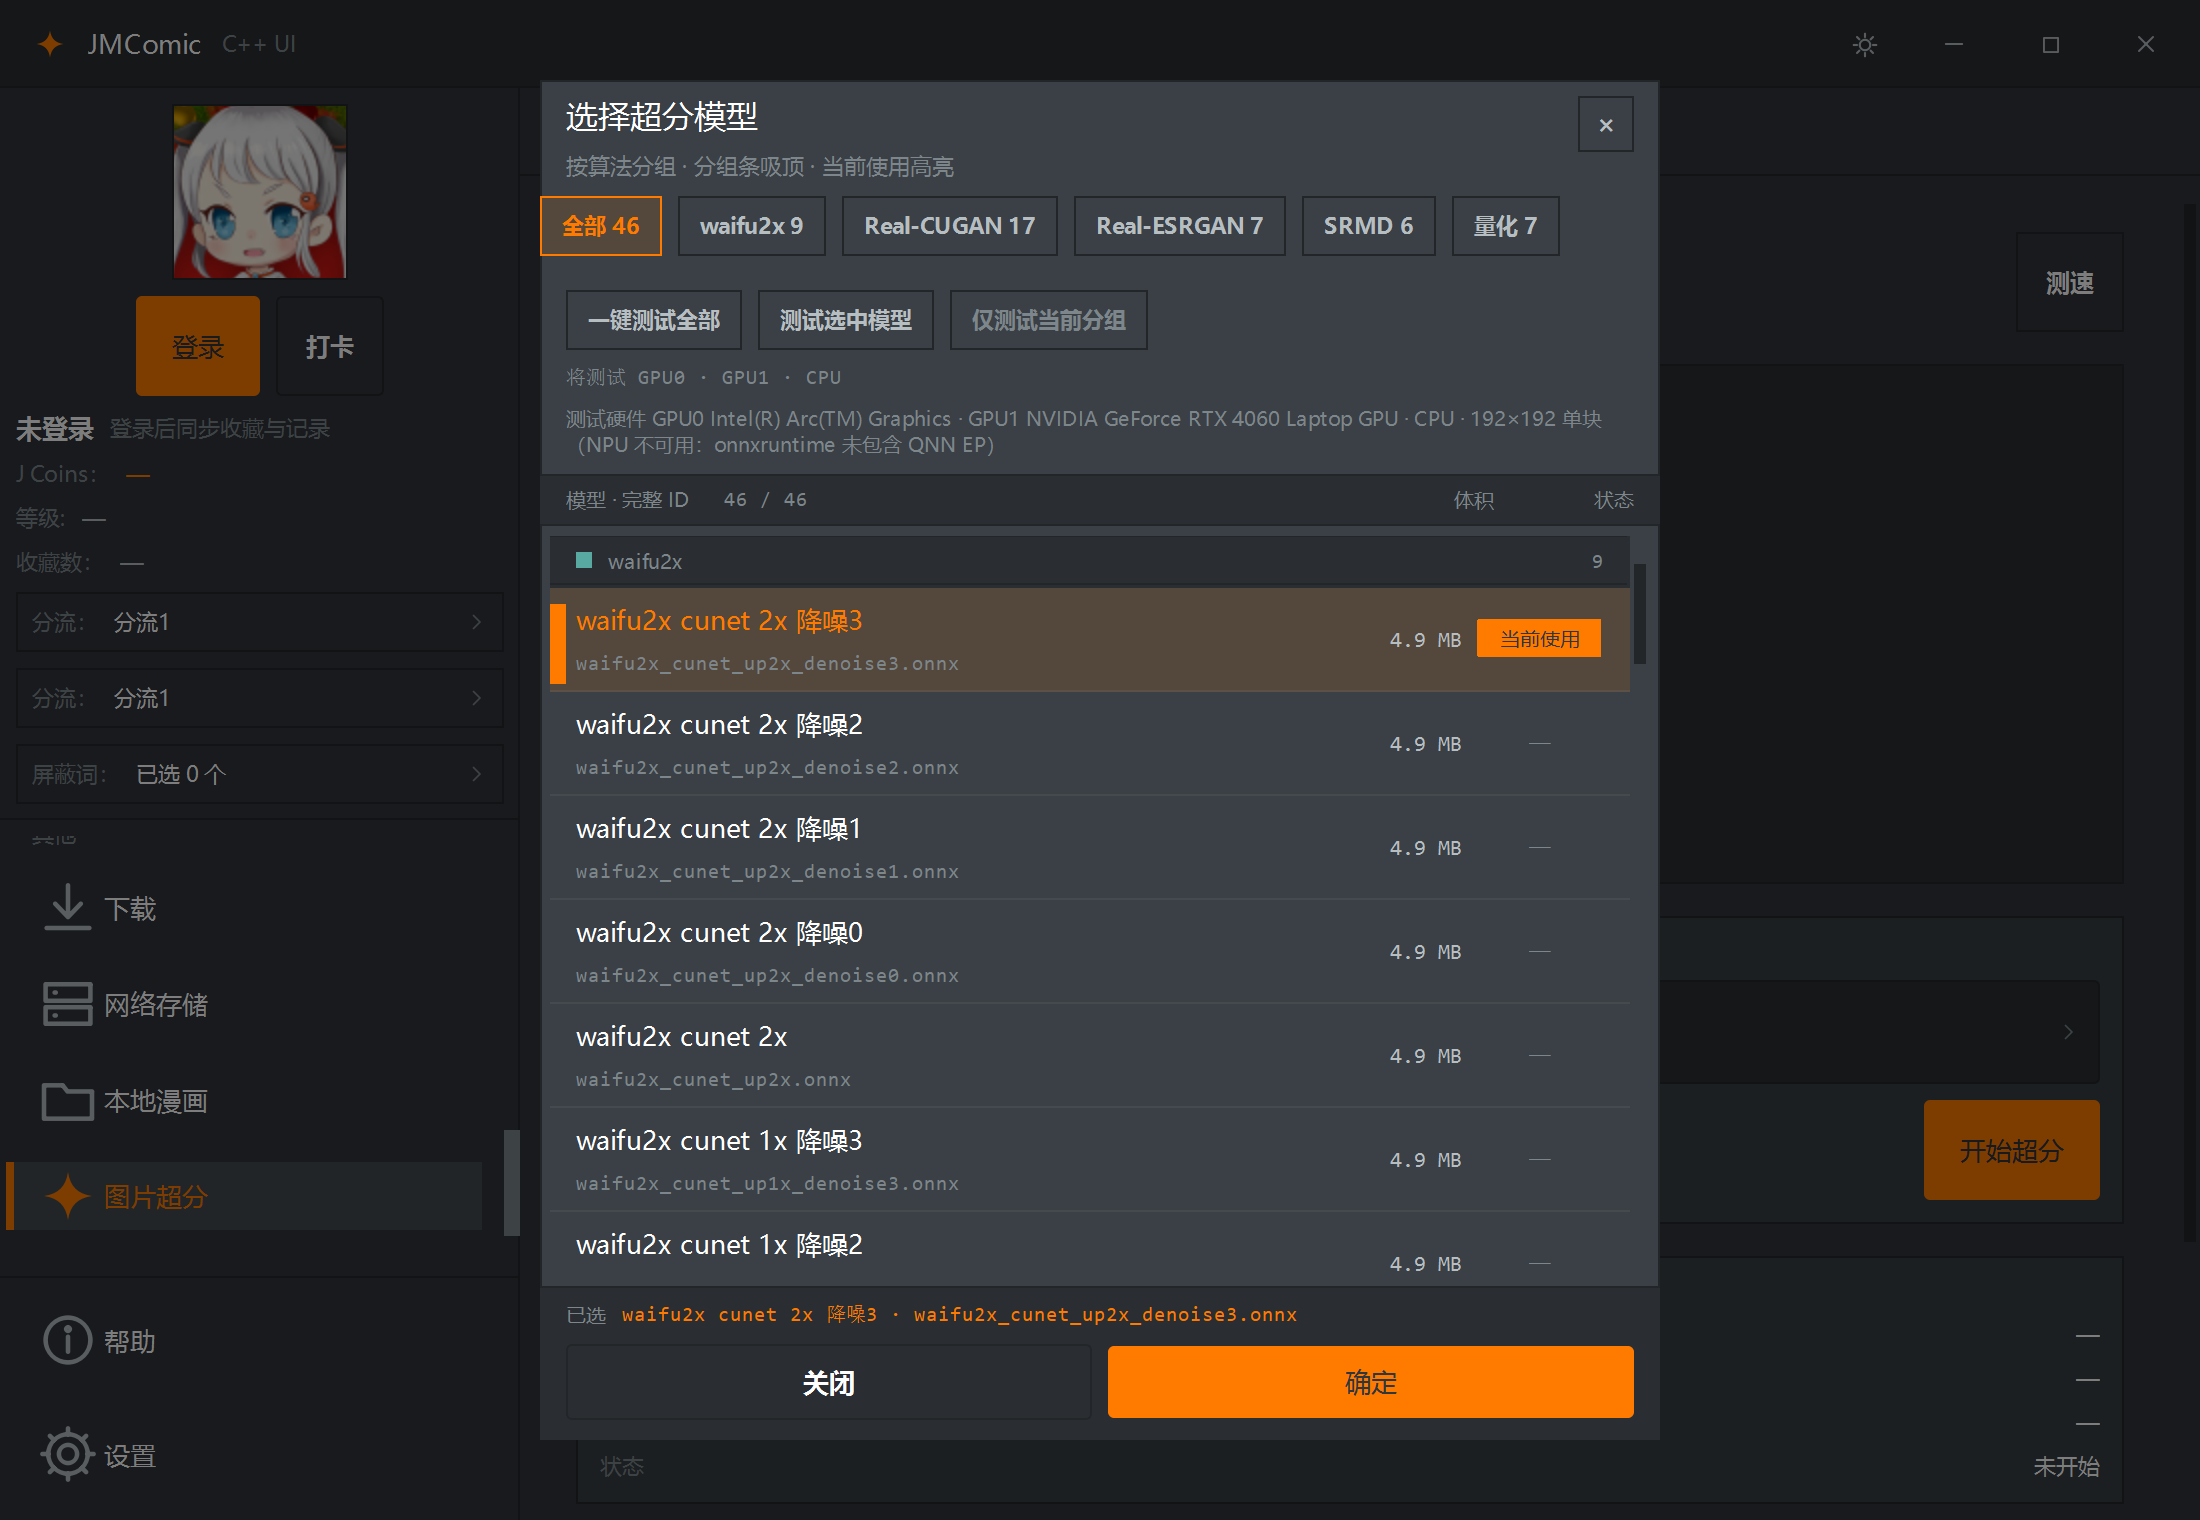 JMComic C++ UI
登录
打卡
未登录 登录后同步收藏与记录
J Coins: —
等级: —
收藏数: —
分流: 分流1
分流: 分流1
屏蔽词: 已选 0 个
其他
下载
网络存储
本地漫画
图片超分
帮助
设置
选择超分模型
×
按算法分组 · 分组条吸顶 · 当前使用高亮
全部 46
waifu2x 9
Real-CUGAN 17
Real-ESRGAN 7
SRMD 6
量化 7
一键测试全部
测试选中模型
仅测试当前分组
将测试 GPU0 · GPU1 · CPU
测试硬件 GPU0 Intel(R) Arc(TM) Graphics · GPU1 NVIDIA GeForce RTX 4060 Laptop GPU · CPU · 192×192 单块
（NPU 不可用：onnxruntime 未包含 QNN EP）
模型 · 完整 ID 46 / 46 体积 状态
waifu2x 9
waifu2x cunet 2x 降噪3
waifu2x_cunet_up2x_denoise3.onnx
4.9 MB 当前使用
waifu2x cunet 2x 降噪2
waifu2x_cunet_up2x_denoise2.onnx
4.9 MB —
waifu2x cunet 2x 降噪1
waifu2x_cunet_up2x_denoise1.onnx
4.9 MB —
waifu2x cunet 2x 降噪0
waifu2x_cunet_up2x_denoise0.onnx
4.9 MB —
waifu2x cunet 2x
waifu2x_cunet_up2x.onnx
4.9 MB —
waifu2x cunet 1x 降噪3
waifu2x_cunet_up1x_denoise3.onnx
4.9 MB —
waifu2x cunet 1x 降噪2
4.9 MB —
已选 waifu2x cunet 2x 降噪3 · waifu2x_cunet_up2x_denoise3.onnx
关闭
确定
测速
开始超分
—
—
—
状态 未开始